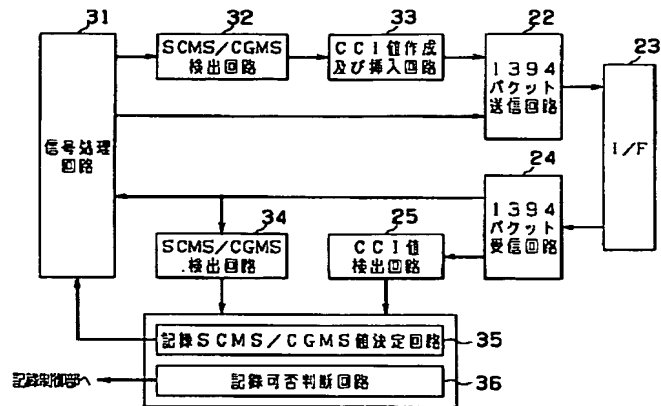 31
32
33
22
23
SCMS/CGMS
検出回路
CCI値作成
及び挿入回路
1394
パケット
送信回路
I/F
信号処理
回路
24
1394
パケット
受信回路
34
25
SCMS/CGMS
.検出回路
CCI値
検出回路
記録SCMS/CGMS値決定回路
35
記録制御部へ
記録可否判断回路
36